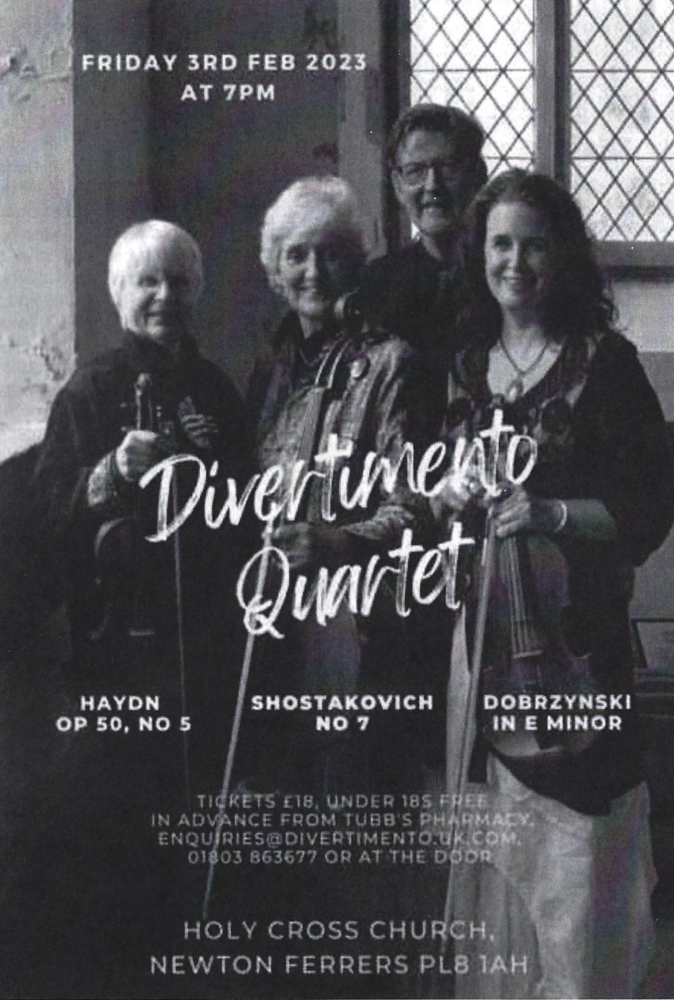 FRIDAY 3RD FEB 2023
AT 7PM
Divertimento
Quartet
HAYDN
OP 50, NO 5
SHOSTAKOVICH
NO 7
DOBRZYNSKI
IN E MINOR
TICKETS £18, UNDER 18S FREE
IN ADVANCE FROM TUBB'S PHARMACY,
ENQUIRIES@DIVERTIMENTO.UK.COM,
01803 863677 OR AT THE DOOR
HOLY CROSS CHURCH,
NEWTON FERRERS PL8 1AH